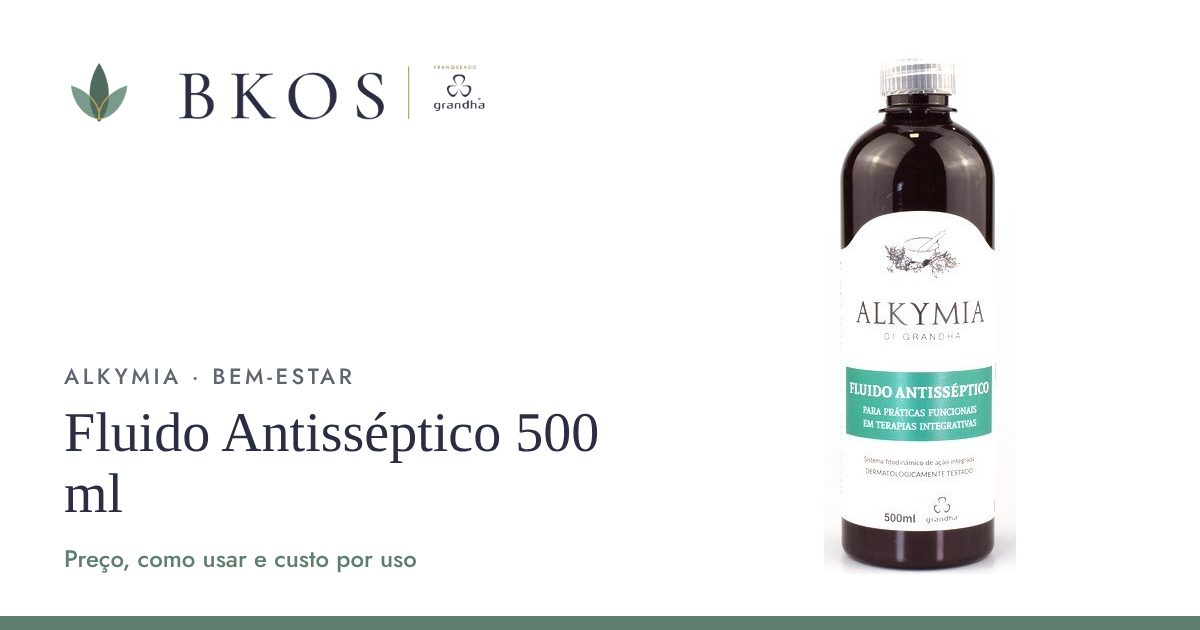 BKOS
FRANQUEADO
grandha
ALKYMIA · BEM-ESTAR
Fluido Antisséptico 500
ml
Preço, como usar e custo por uso
ALKYMIA
DI GRANDHA
FLUIDO ANTISSÉPTICO
PARA PRÁTICAS FUNCIONAIS
EM TERAPIAS INTEGRATIVAS
Sistema fitodinâmico de ação integrada
DERMATOLOGICAMENTE TESTADO
500ml
grandha